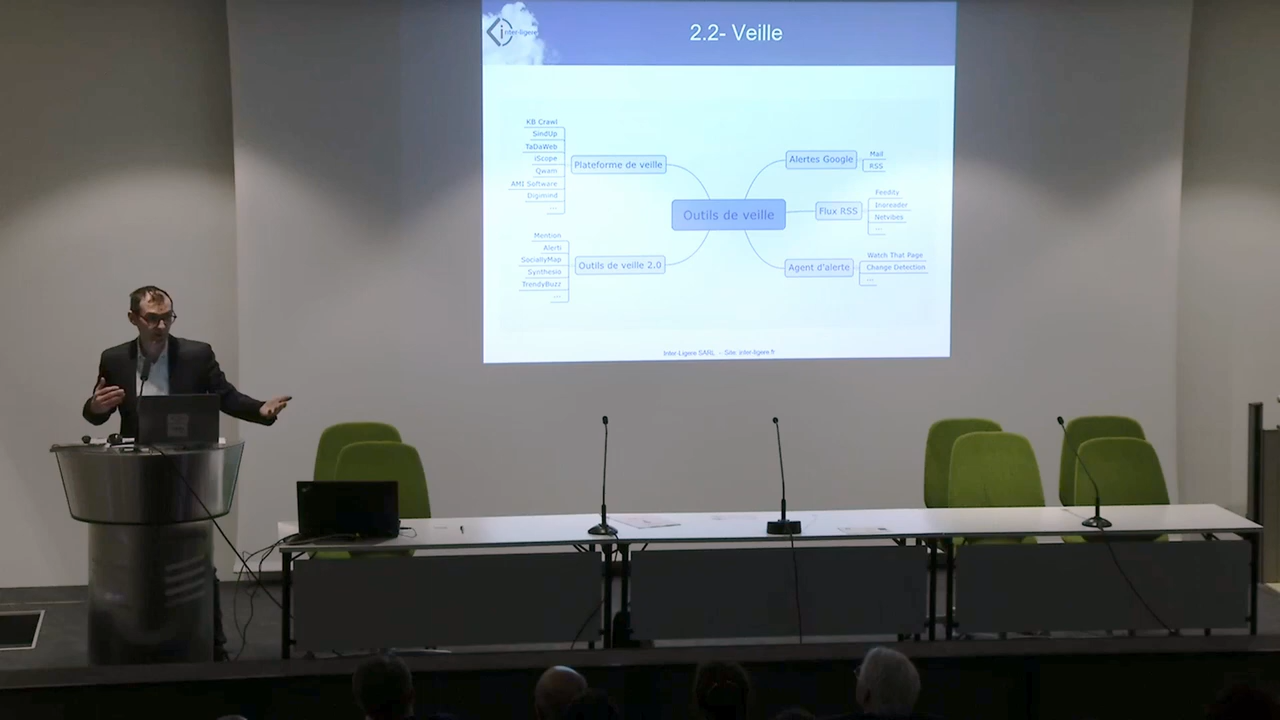 inter-ligere
2.2- Veille
KB Crawl
SindUp
TaDaWeb
iScope
Qwam
AMI Software
Digimind
...
Plateforme de veille
Mention
Alerti
SociallyMap
Synthesio
TrendyBuzz
...
Outils de veille 2.0
Outils de veille
Alertes Google
Mail
RSS
Flux RSS
Feedity
Inoreader
Netvibes
...
Agent d'alerte
Watch That Page
Change Detection
...
Inter-Ligere SARL - Site: inter-ligere.fr